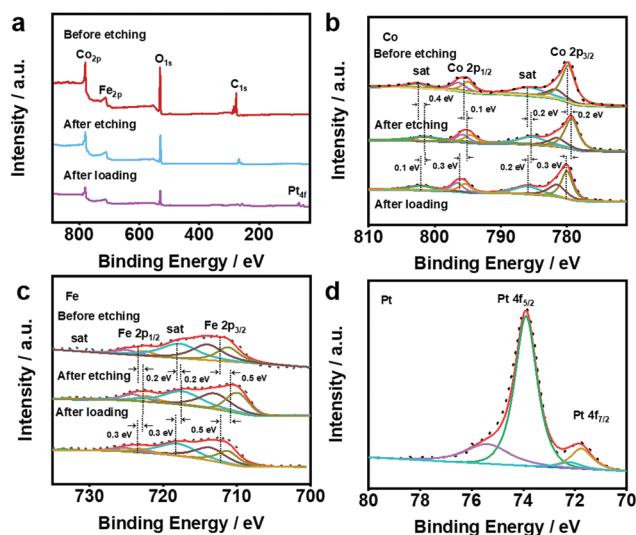 a
Before etching
Co2p
Fe2p
O1s
C1s
After etching
After loading
Pt4f
800 600 400 200
Binding Energy / eV
Intensity / a.u.
b
Co
Before etching
sat
Co 2p1/2
sat
Co 2p3/2
0.4 eV
0.1 eV
0.2 eV
0.2 eV
After etching
0.1 eV
0.3 eV
0.2 eV
0.3 eV
After loading
810 800 790 780
Binding Energy / eV
Intensity / a.u.
c
Fe
Before etching
sat
Fe 2p1/2
sat
Fe 2p3/2
After etching
0.2 eV
0.2 eV
0.5 eV
After loading
0.3 eV
0.3 eV
0.5 eV
730 720 710 700
Binding Energy / eV
Intensity / a.u.
d
Pt
Pt 4f5/2
Pt 4f7/2
80 78 76 74 72 70
Binding Energy / eV
Intensity / a.u.